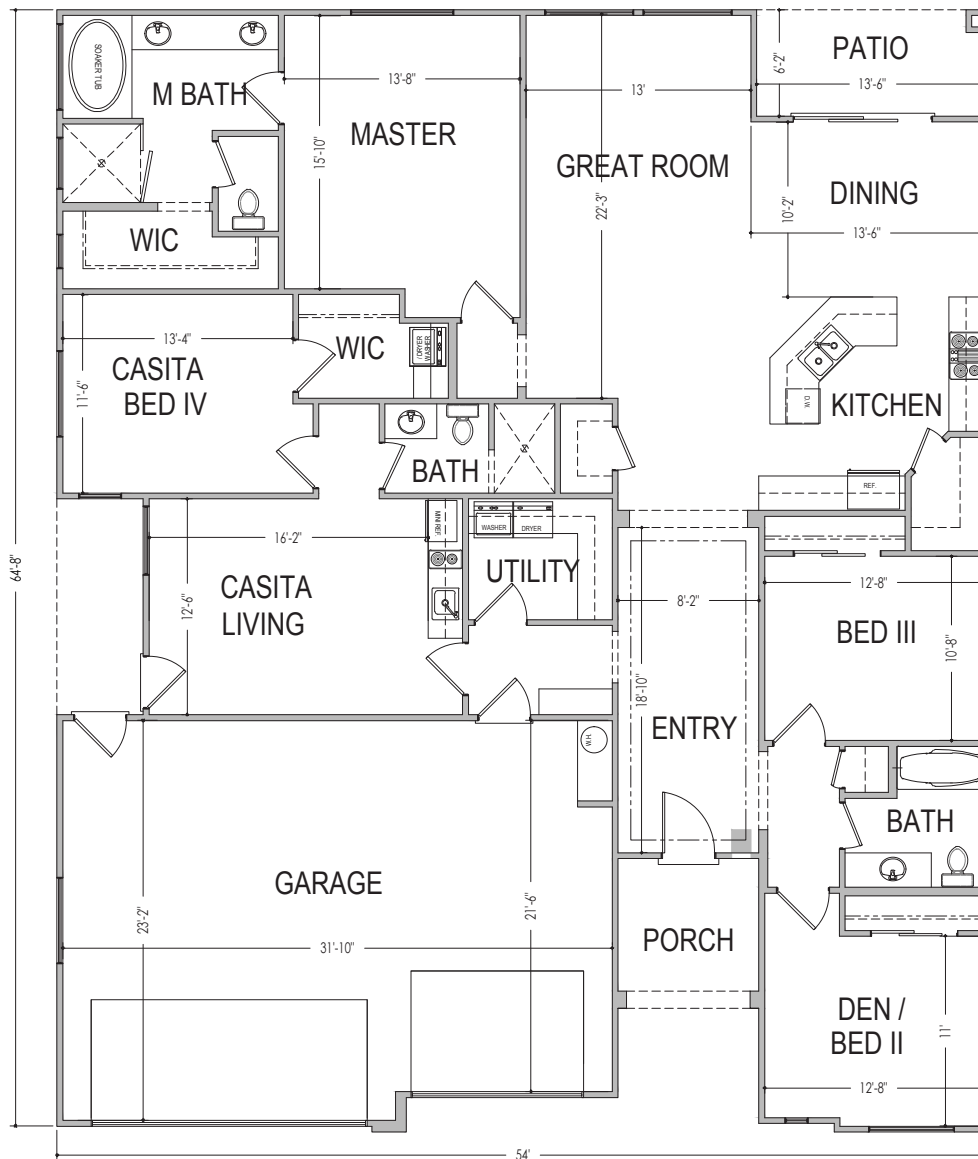 SOAKER TUB
M BATH
13'-8"
MASTER
15'-10"
13'
GREAT ROOM
22'-3"
6'-2"
PATIO
13'-6"
DINING
10'-2"
13'-6"
WIC
13'-4"
CASITA
BED IV
11'-6"
WIC
/ DRYER
WASHER
BATH
D.W.
KITCHEN
REF.
64'-8"
16'-2"
CASITA
LIVING
12'-6"
MINI REF.
WASHER
DRYER
UTILITY
8'-2"
18'-10"
ENTRY
12'-8"
BED III
10'-8"
W.H.
BATH
GARAGE
23'-2"
21'-6"
31'-10"
PORCH
DEN /
BED II
11'
12'-8"
54'